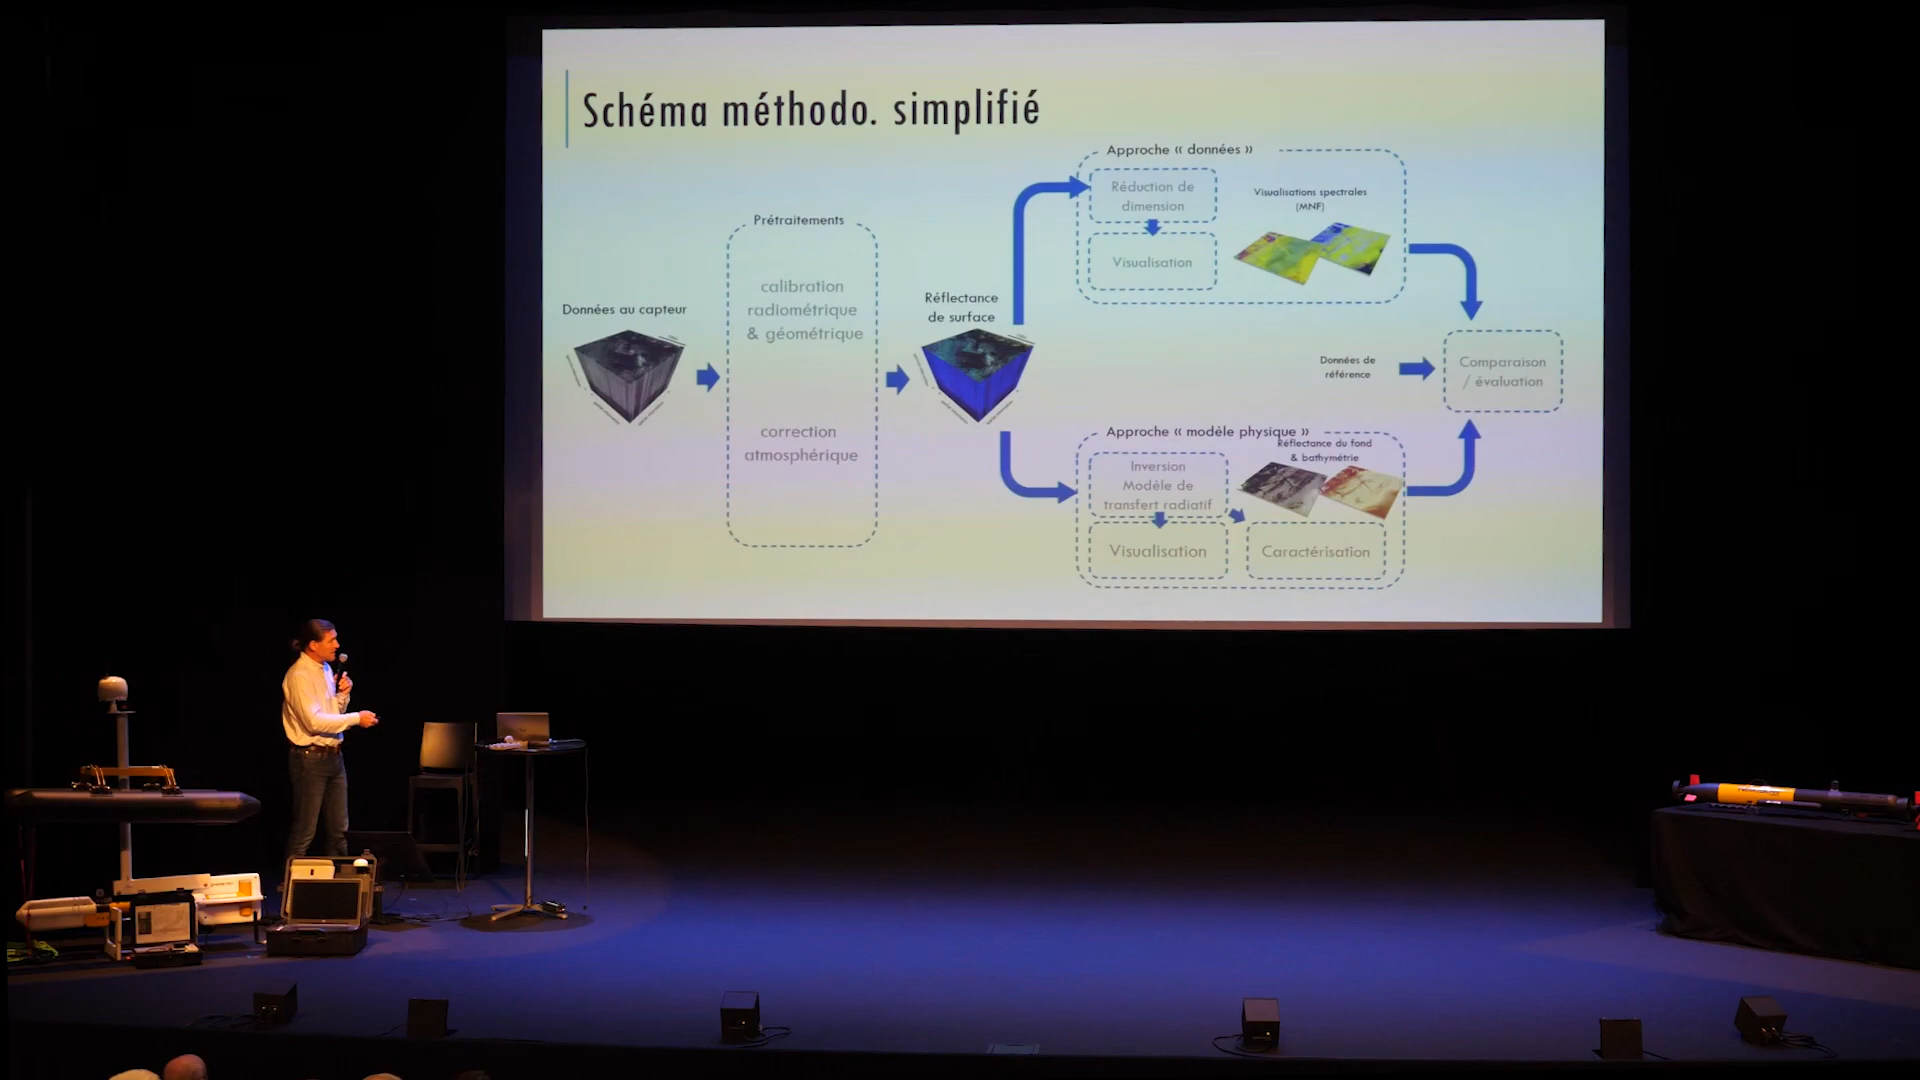 Schéma méthodo. simplifié
Données au capteur
Prétraitements
calibration
radiométrique
& géométrique
correction
atmosphérique
Réflectance
de surface
Approche « données »
Réduction de
dimension
Visualisation
Visualisations spectrales
(MNF)
Données de
référence
Comparaison
/ évaluation
Approche « modèle physique »
Inversion
Modèle de
transfert radiatif
Réflectance du fond
& bathymétrie
Visualisation
Caractérisation